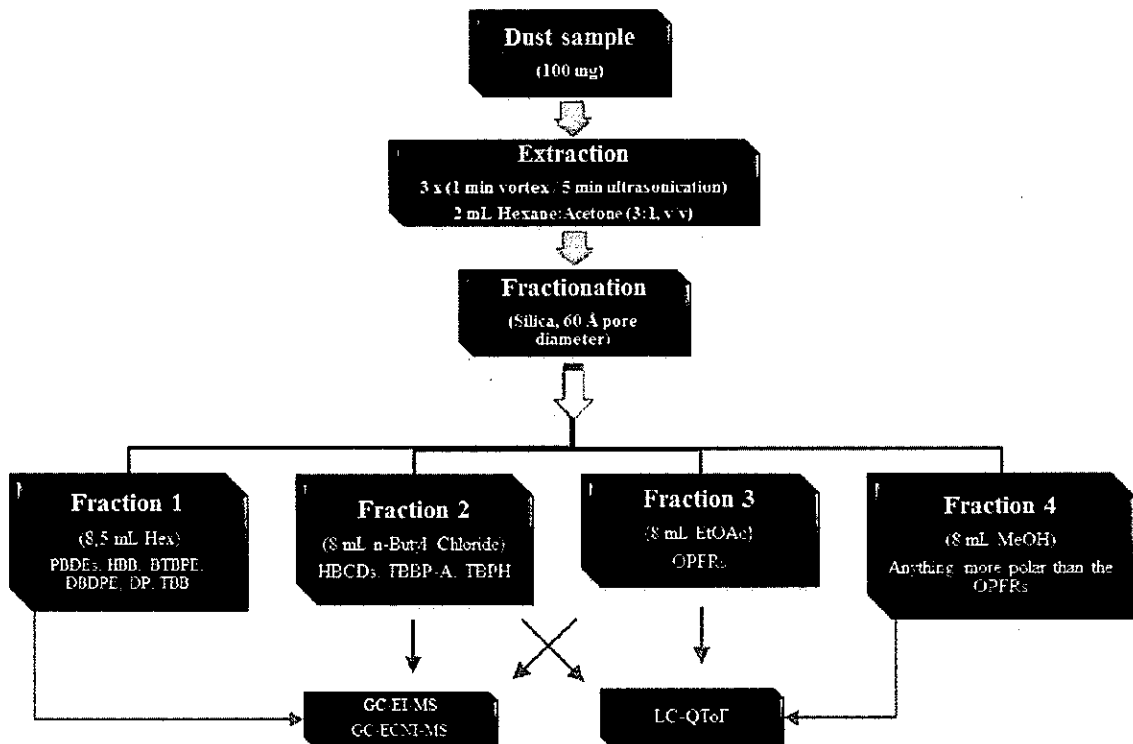 Dust sample
(100 mg)
Extraction
3 x (1 min vortex / 5 min ultrasonication)
2 mL Hexane:Acetone (3:1, v/v)
Fractionation
(Silica, 60 Å pore
diameter)
Fraction 1
(8,5 mL Hex)
PBDEs, HBB, BTBPE,
DBDPE, DP, TBB
Fraction 2
(8 mL n-Butyl Chloride)
HBCDs, TBBP-A, TBPH
Fraction 3
(8 mL EtOAc)
OPFRs
Fraction 4
(8 mL MeOH)
Anything more polar than the
OPFRs
GC-EI-MS
GC-ECNI-MS
LC-QToF